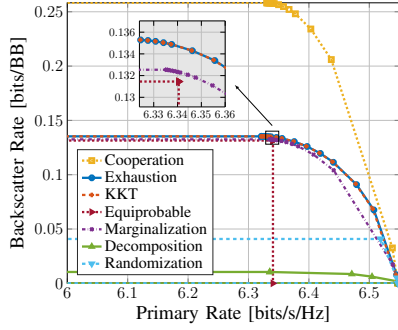 0.25
0.2
0.15
0.1
0.05
0
Backscatter Rate [bits/BB]
0.136
0.134
0.132
0.13
6.33 6.34 6.35 6.36
Cooperation
Exhaustion
KKT
Equiprobable
Marginalization
Decomposition
Randomization
6 6.1 6.2 6.3 6.4 6.5
Primary Rate [bits/s/Hz]